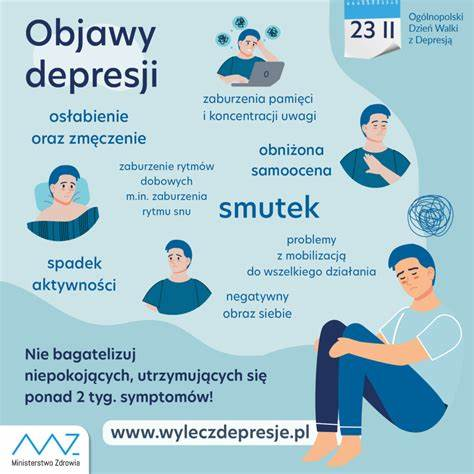 Objawy
depresji
23 II
Ogólnopolski
Dzień Walki
z Depresją
zaburzenia pamięci
i koncentracji uwagi
osłabienie
oraz zmęczenie
obniżona
samoocena
zaburzenie rytmów
dobowych
m.in. zaburzenia
rytmu snu
smutek
problemy
z mobilizacją
do wszelkiego działania
spadek
aktywności
negatywny
obraz siebie
Nie bagatelizuj
niepokojących, utrzymujących się
ponad 2 tyg. symptomów!
Ministerstwo Zdrowia
www.wyleczdepresje.pl